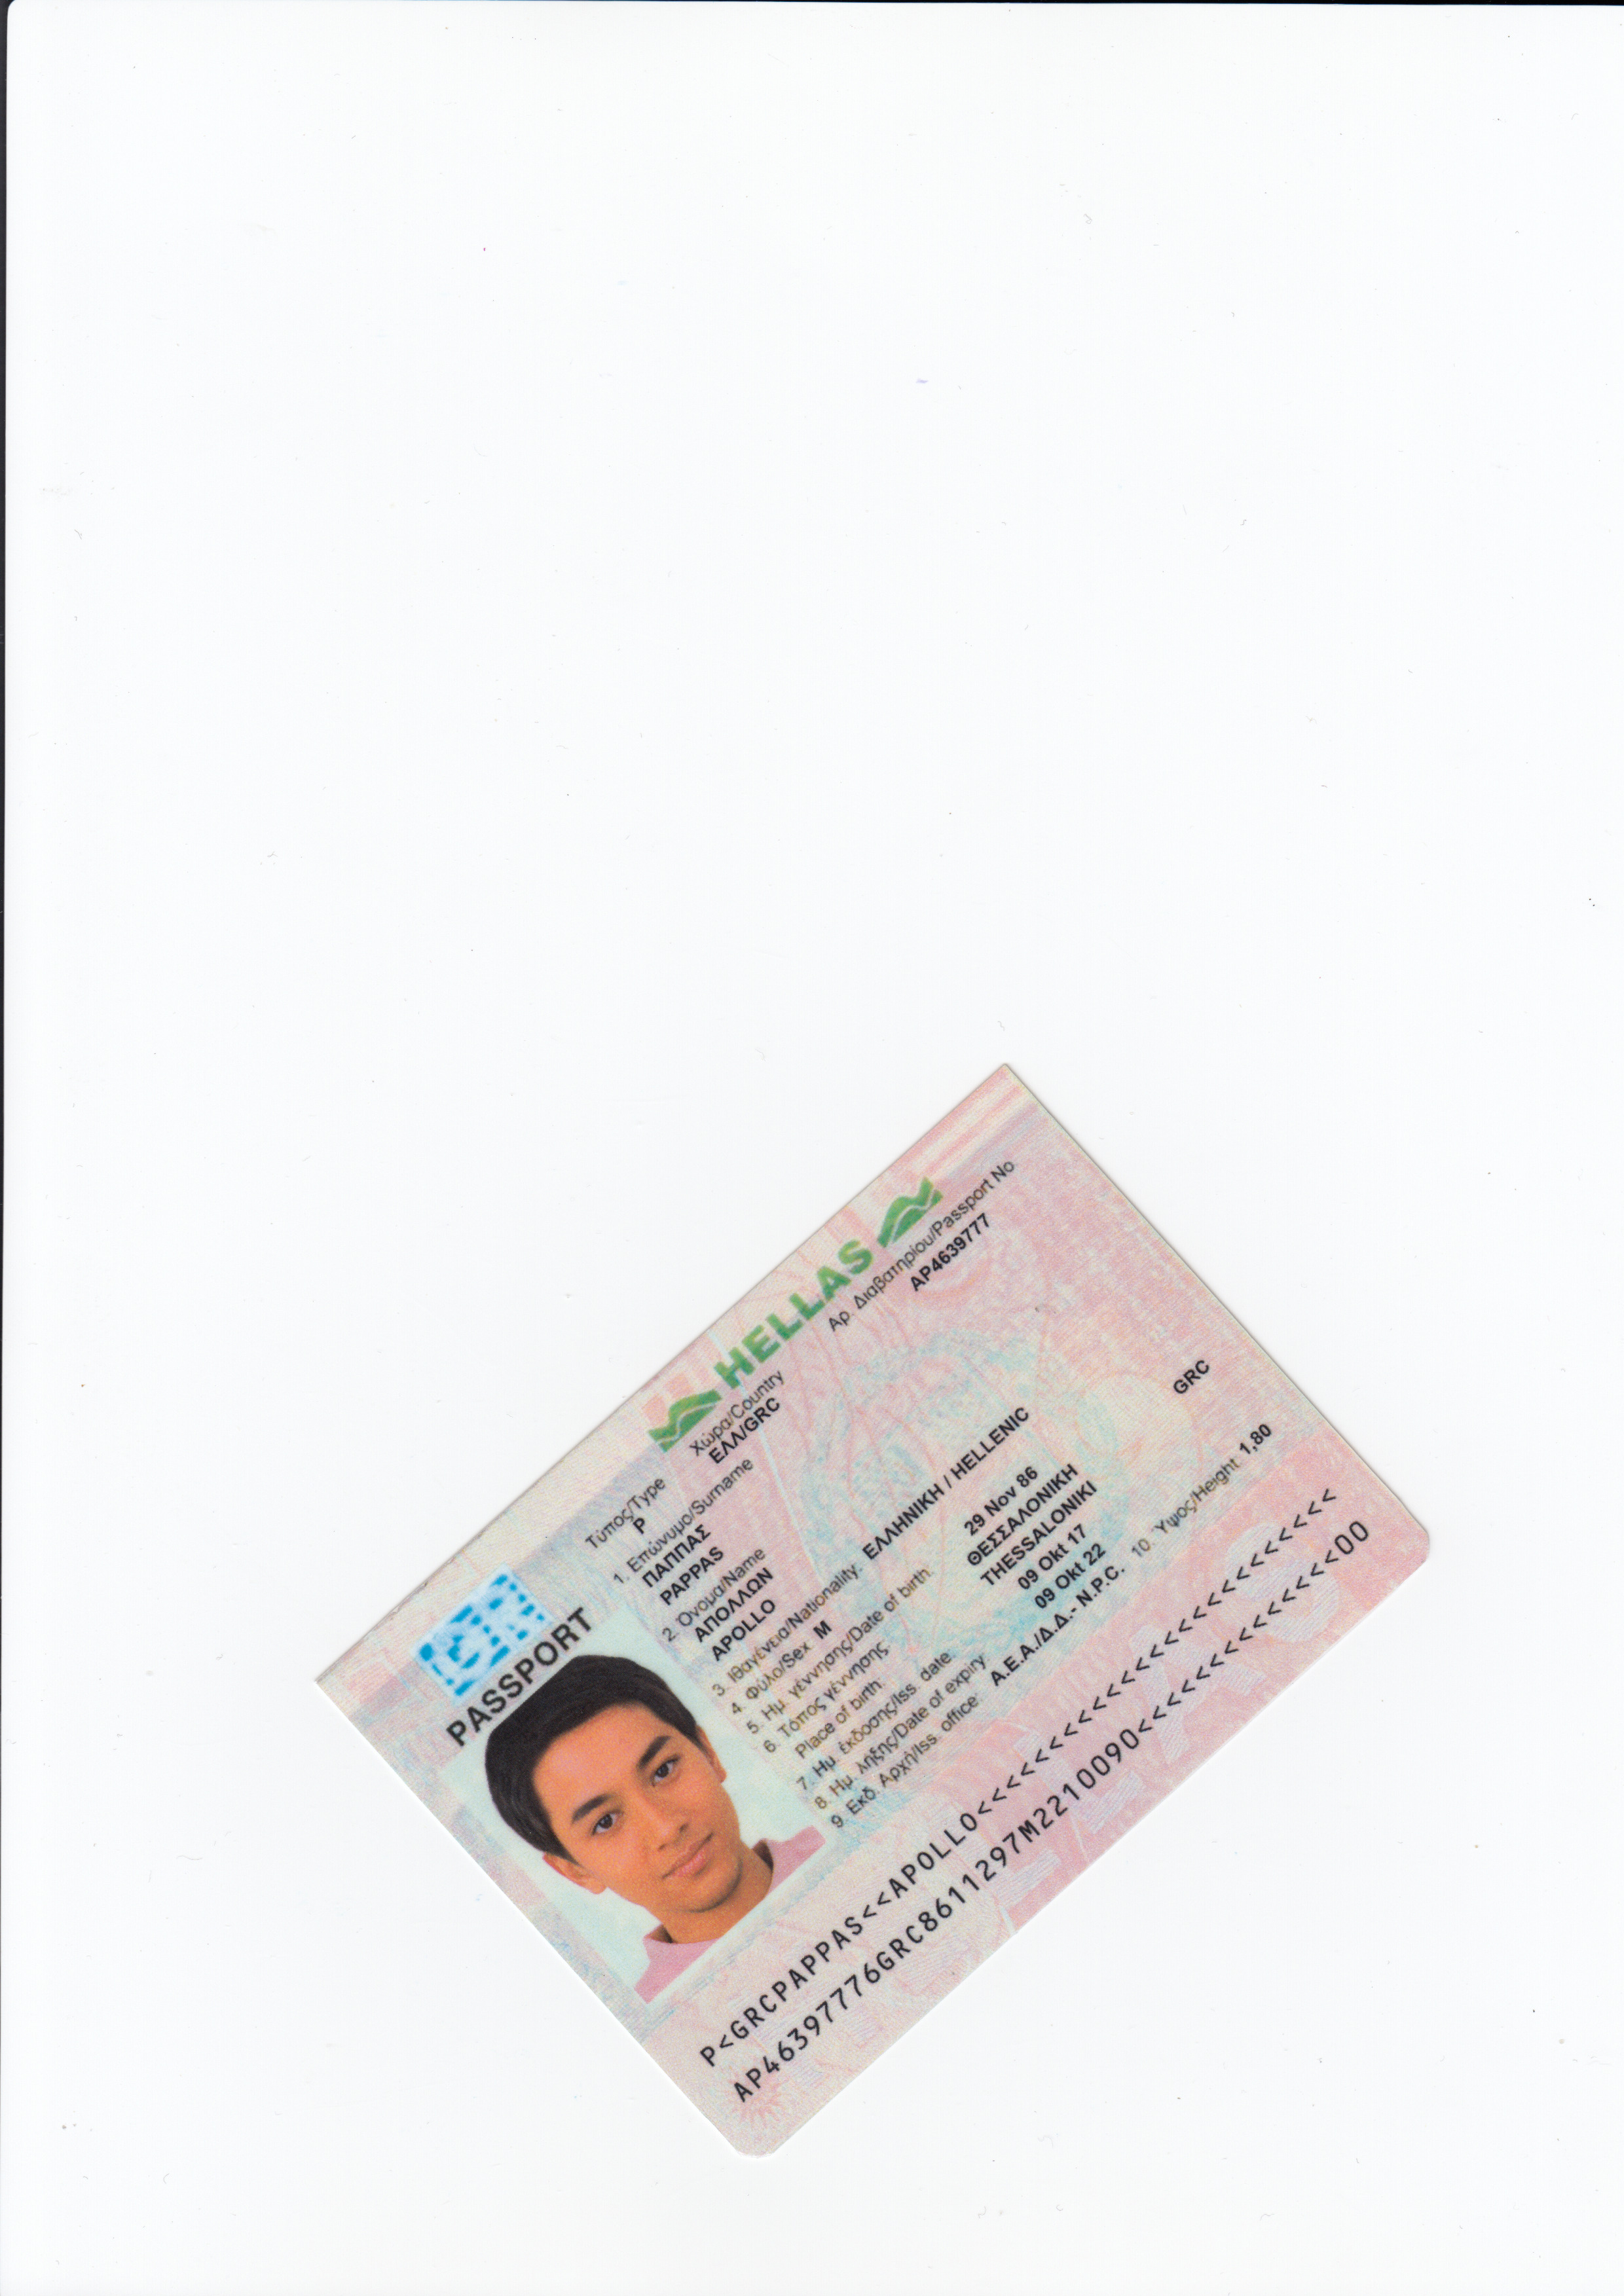 HELLAS
PASSPORT
Τύπος/Type
P
Χώρα/Country
ΕΛΛ/GRC
Αρ. Διαβατηρίου/Passport No
AP4639777
1. Επώνυμο/Surname
ΠΑΠΠΑΣ
PAPPAS
2. Όνομα/Name
ΑΠΟΛΛΩΝ
APOLLO
3. Ιθαγένεια/Nationality: ΕΛΛΗΝΙΚΗ / HELLENIC GRC
4. Φύλο/Sex M
5. Ημ. γέννησης/Date of birth: 29 Nov 86
6. Τόπος γέννησης ΘΕΣΣΑΛΟΝΙΚΗ
Place of birth: THESSALONIKI
7. Ημ. έκδοσης/Iss. date 09 Okt 17
8. Ημ. λήξης/Date of expiry 09 Okt 22
9. Εκδ. Αρχή/Iss. office: Α.Ε.Α./Δ.Δ.- N.P.C. 10. Υψος/Height 1,80
P<GRCPAPPAS<<APOLLO<<<<<<<<<<<<<<<<<<<<<<<<<
AP46397776GRC8611297M2210090<<<<<<<<<<<<<<00